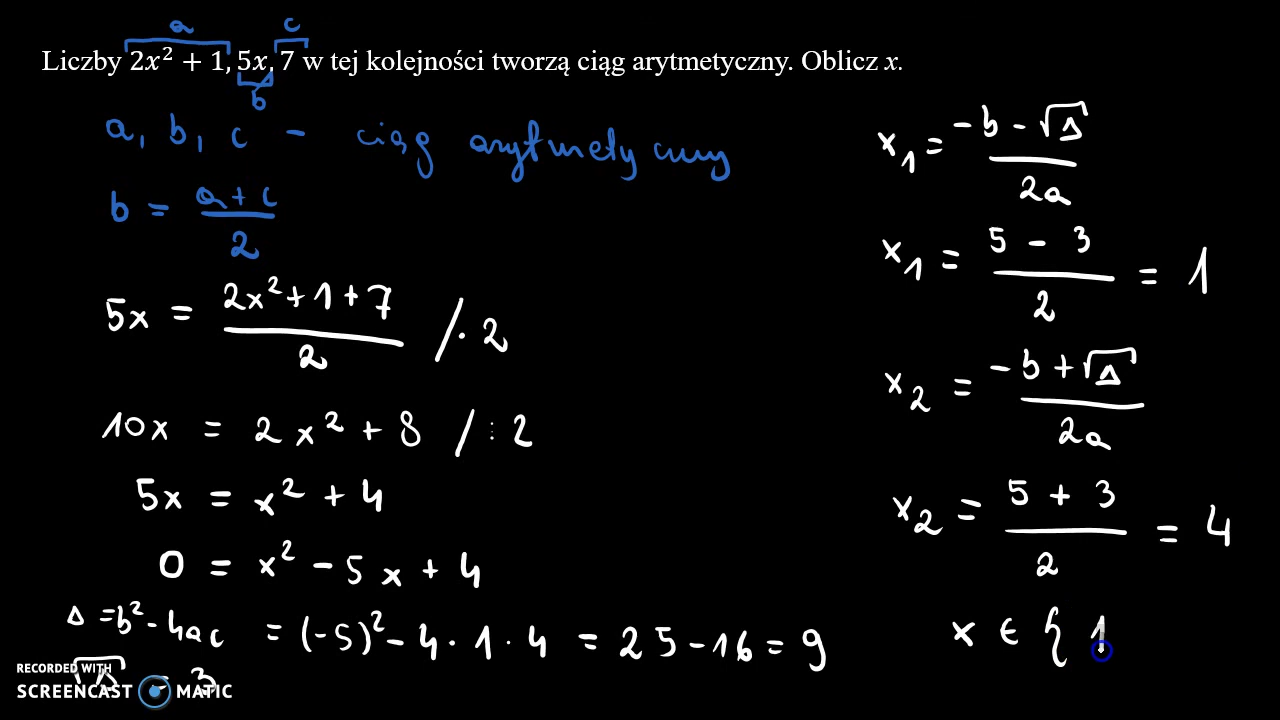 a c
Liczby 2x² + 1, 5x, 7 w tej kolejności tworzą ciąg arytmetyczny. Oblicz x.
b
a, b, c – ciąg arytmetyczny
b = (a + c)/2
5x = (2x² + 1 + 7)/2 / · 2
10x = 2x² + 8 / : 2
5x = x² + 4
0 = x² – 5x + 4
Δ = b² – 4ac = (-5)² – 4 · 1 · 4 = 25 – 16 = 9
√Δ = 3
x₁ = (-b – √Δ)/2a
x₁ = (5 – 3)/2 = 1
x₂ = (-b + √Δ)/2a
x₂ = (5 + 3)/2 = 4
x ∈ { 1
RECORDED WITH
SCREENCAST MATIC